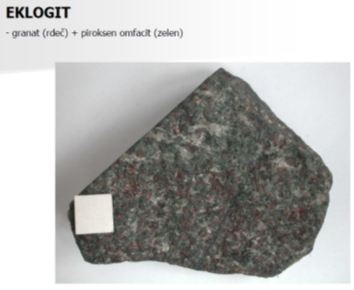 EKLOGIT
- granat (rdeč) + piroksen omfacit (zelen)